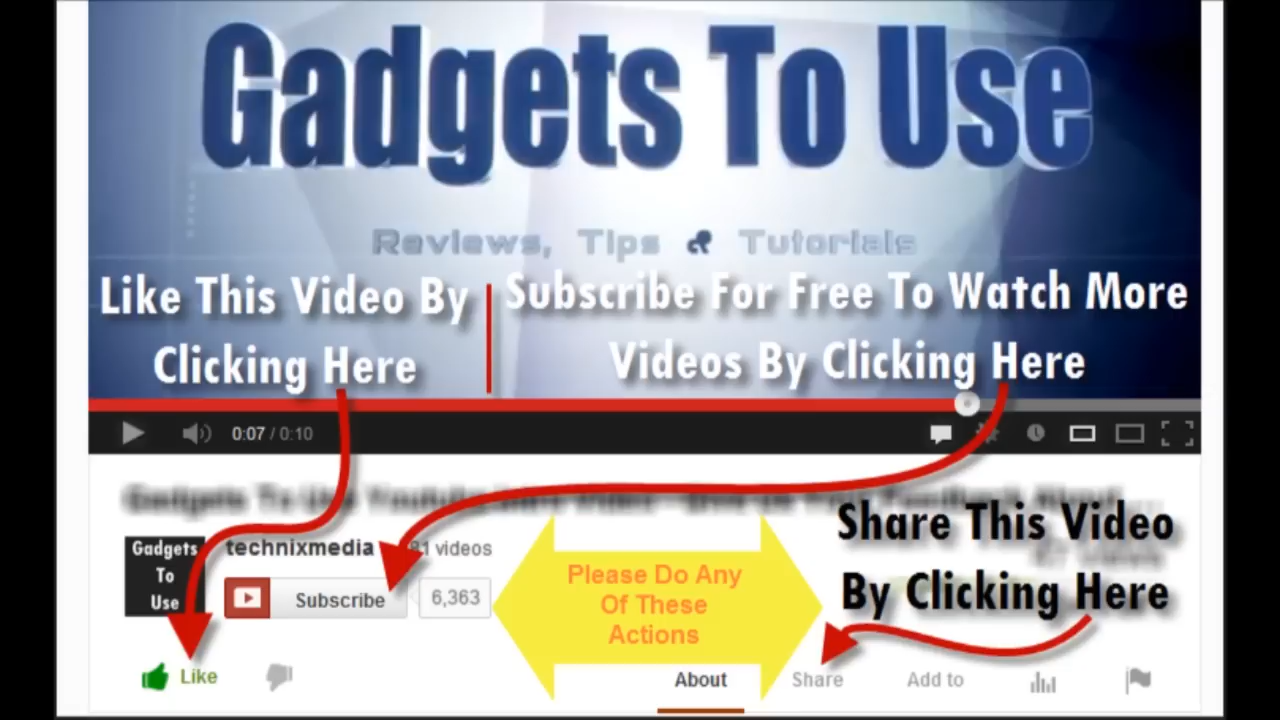 Gadgets To Use
Reviews, Tips & Tutorials
Like This Video By
Clicking Here
Subscribe For Free To Watch More
Videos By Clicking Here
0:07 / 0:10
Share This Video
By Clicking Here
Gadgets
To
Use
technixmedia
81 videos
Subscribe
6,363
Please Do Any
Of These
Actions
Like
About
Share
Add to